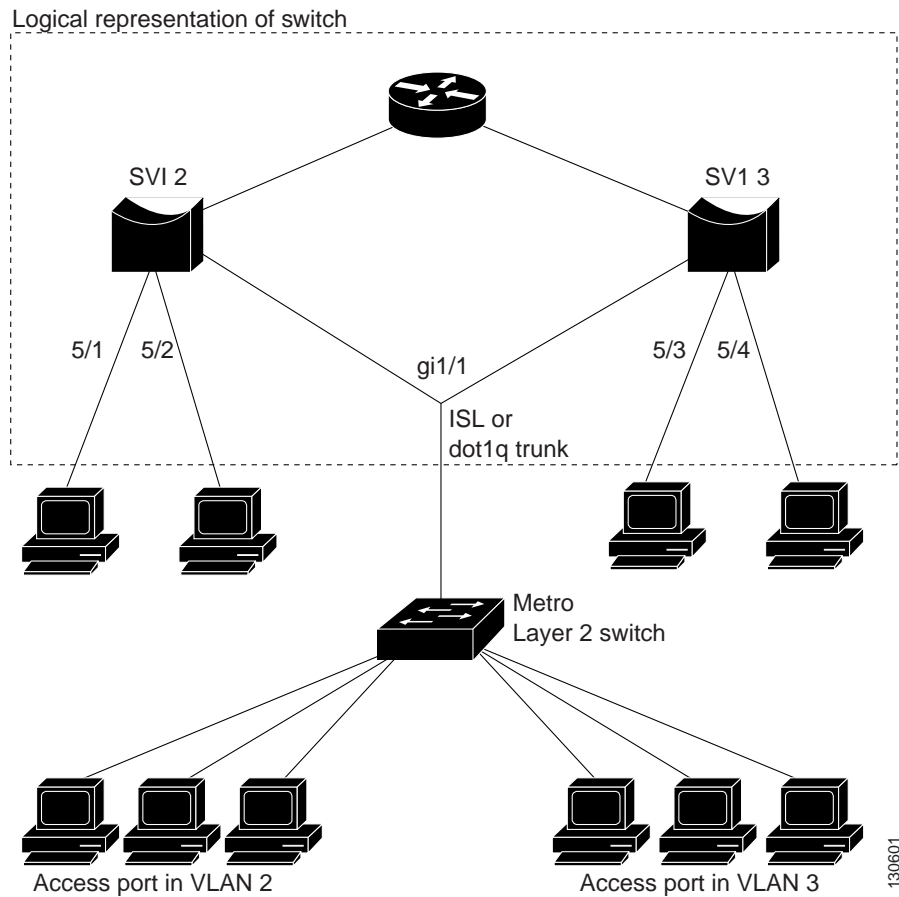 Logical representation of switch
SVI 2
SV1 3
5/1
5/2
gi1/1
5/3
5/4
ISL or
dot1q trunk
Metro
Layer 2 switch
Access port in VLAN 2
Access port in VLAN 3
130601